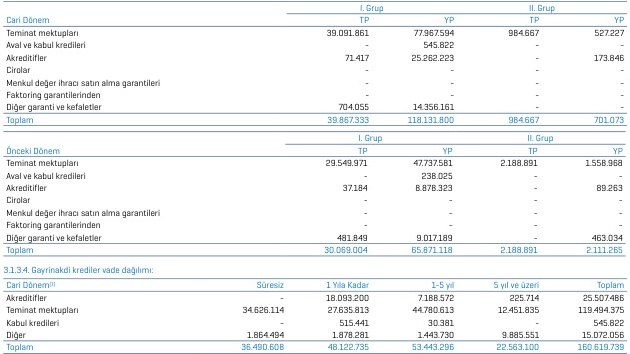 I. Grup II. Grup
Cari Dönem TP YP TP YP
Teminat mektupları 39.091.861 77.967.594 984.667 527.227
Aval ve kabul kredileri - 545.822 - -
Akreditifler 71.417 25.262.223 - 173.846
Cirolar - - - -
Menkul değer ihracı satın alma garantileri - - - -
Faktoring garantilerinden - - - -
Diğer garanti ve kefaletler 704.055 14.356.161 - -
Toplam 39.867.333 118.131.800 984.667 701.073
I. Grup II. Grup
Önceki Dönem TP YP TP YP
Teminat mektupları 29.549.971 47.737.581 2.188.891 1.558.968
Aval ve kabul kredileri - 238.025 - -
Akreditifler 37.184 8.878.323 - 89.263
Cirolar - - - -
Menkul değer ihracı satın alma garantileri - - - -
Faktoring garantilerinden - - - -
Diğer garanti ve kefaletler 481.849 9.017.189 - 463.034
Toplam 30.069.004 65.871.118 2.188.891 2.111.265
3.1.3.4. Gayrinakdi krediler vade dağılımı:
Cari Dönem(1) Süresiz 1 Yıla Kadar 1-5 yıl 5 yıl ve üzeri Toplam
Akreditifler - 18.093.200 7.188.572 225.714 25.507.486
Teminat mektupları 34.626.114 27.635.813 44.780.613 12.451.835 119.494.375
Kabul kredileri - 515.441 30.381 - 545.822
Diğer 1.864.494 1.878.281 1.443.730 9.885.551 15.072.056
Toplam 36.490.608 48.122.735 53.443.296 22.563.100 160.619.739